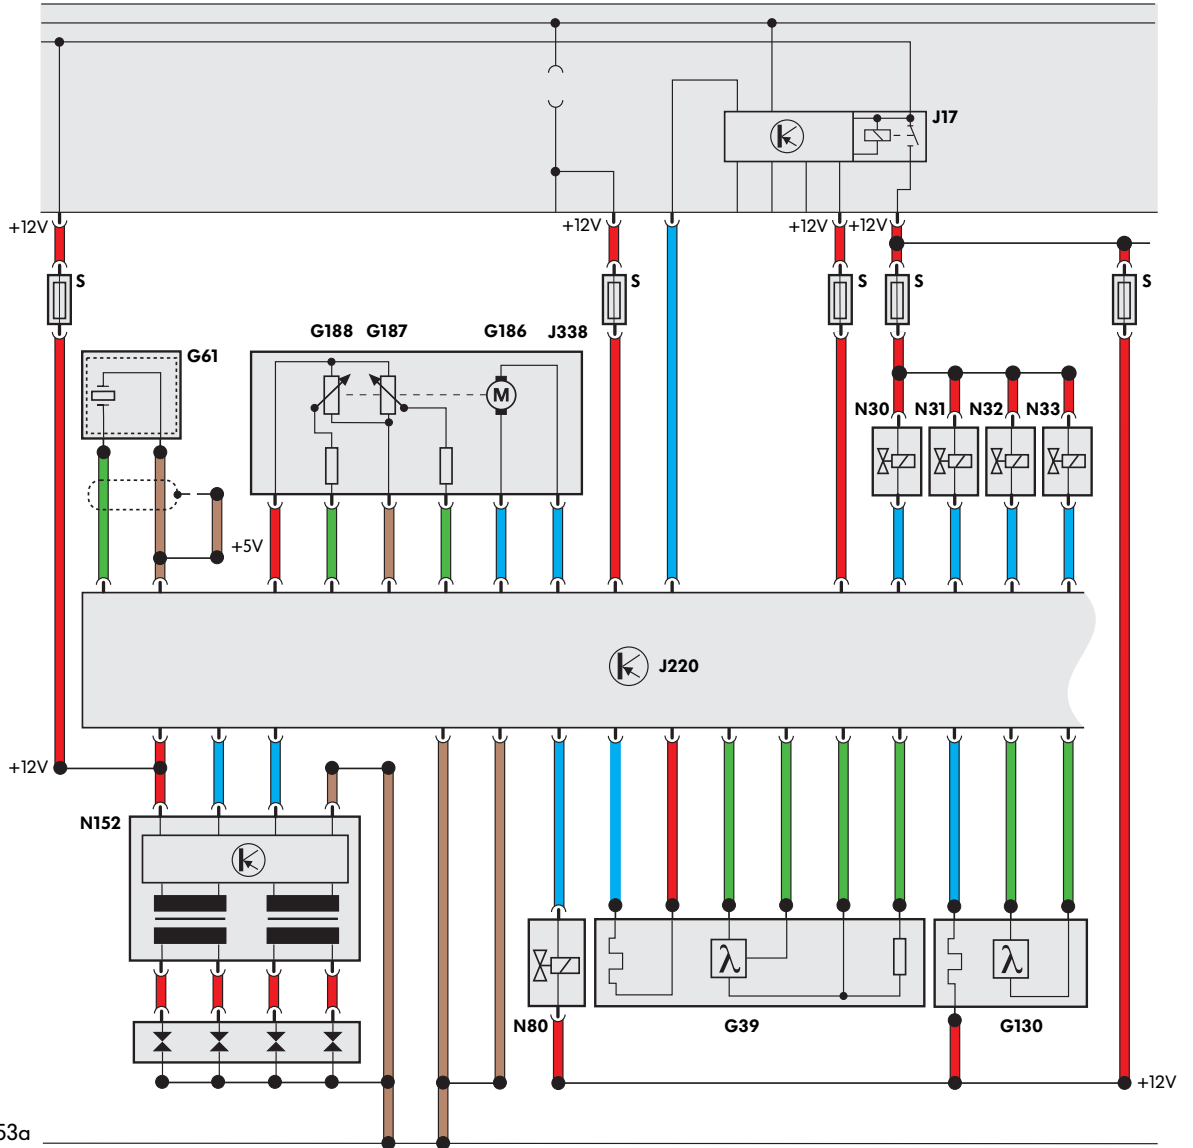 J17
+12V +12V +12V +12V
S S S S S
G188 G187 G186 J338
G61
M
N30 N31 N32 N33
+5V
J220
+12V
N152
λ λ
N80 G39 G130
+12V
53a